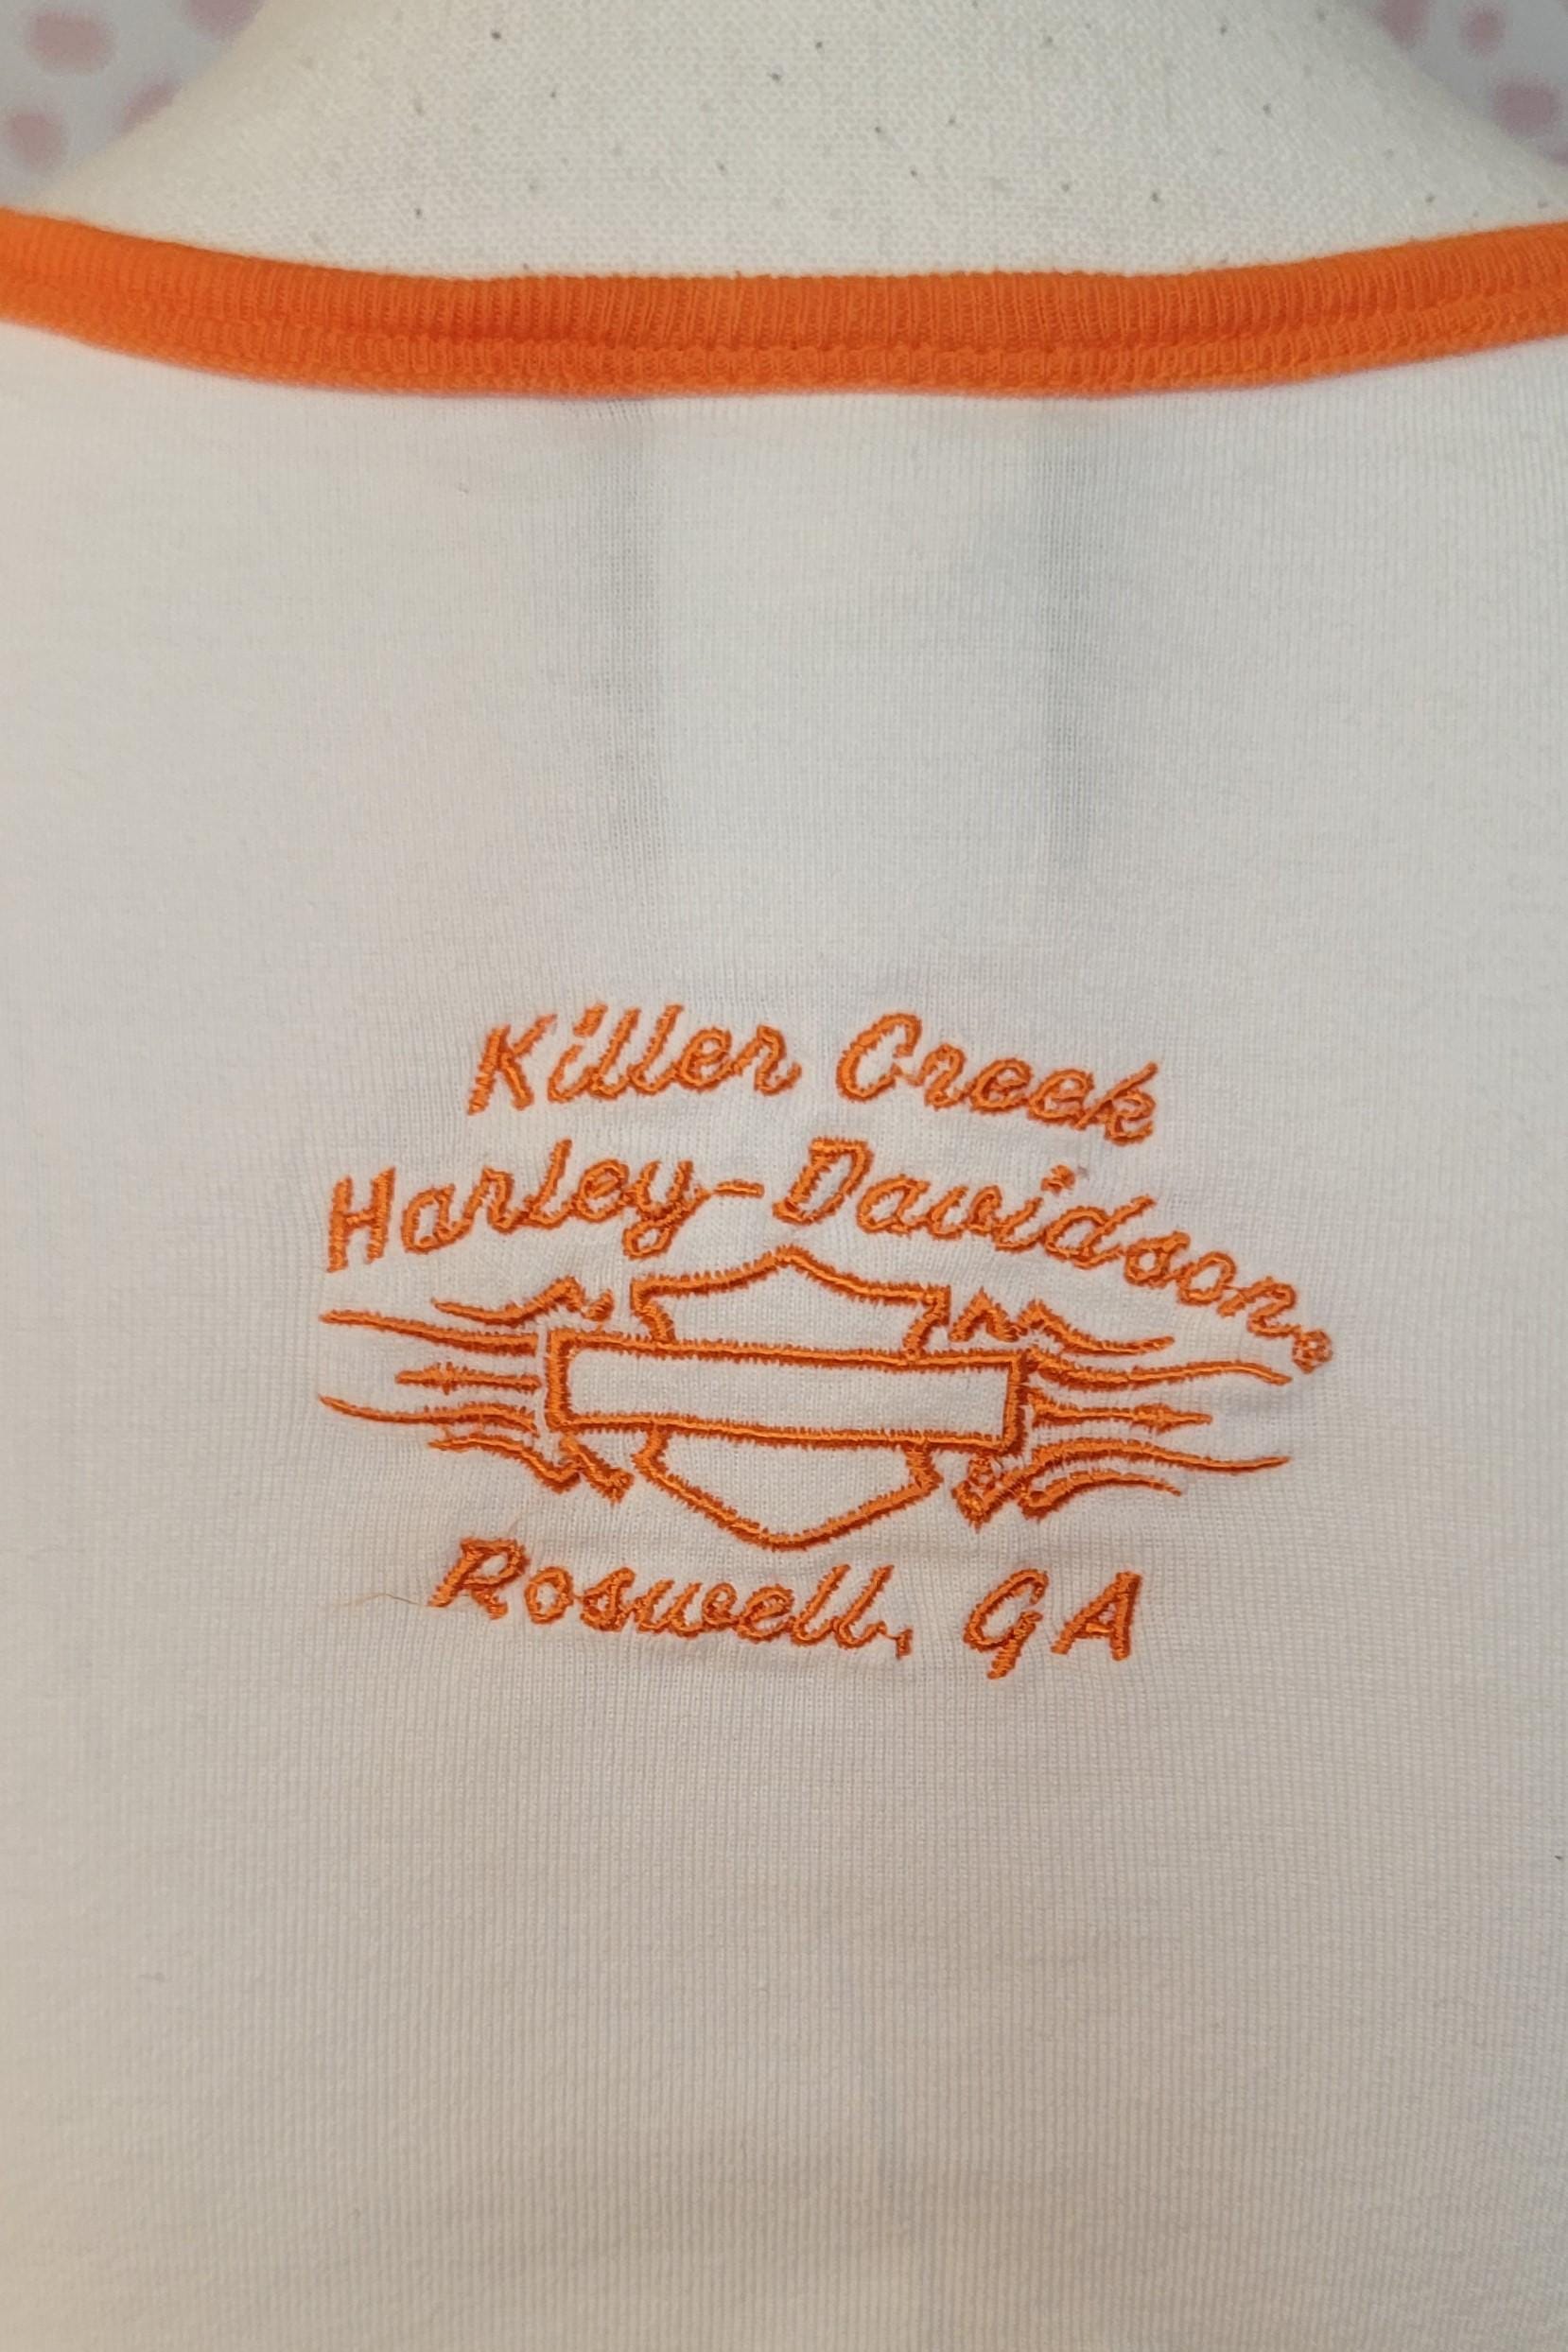 Killer Creek
Harley-Davidson®
Roswell, GA